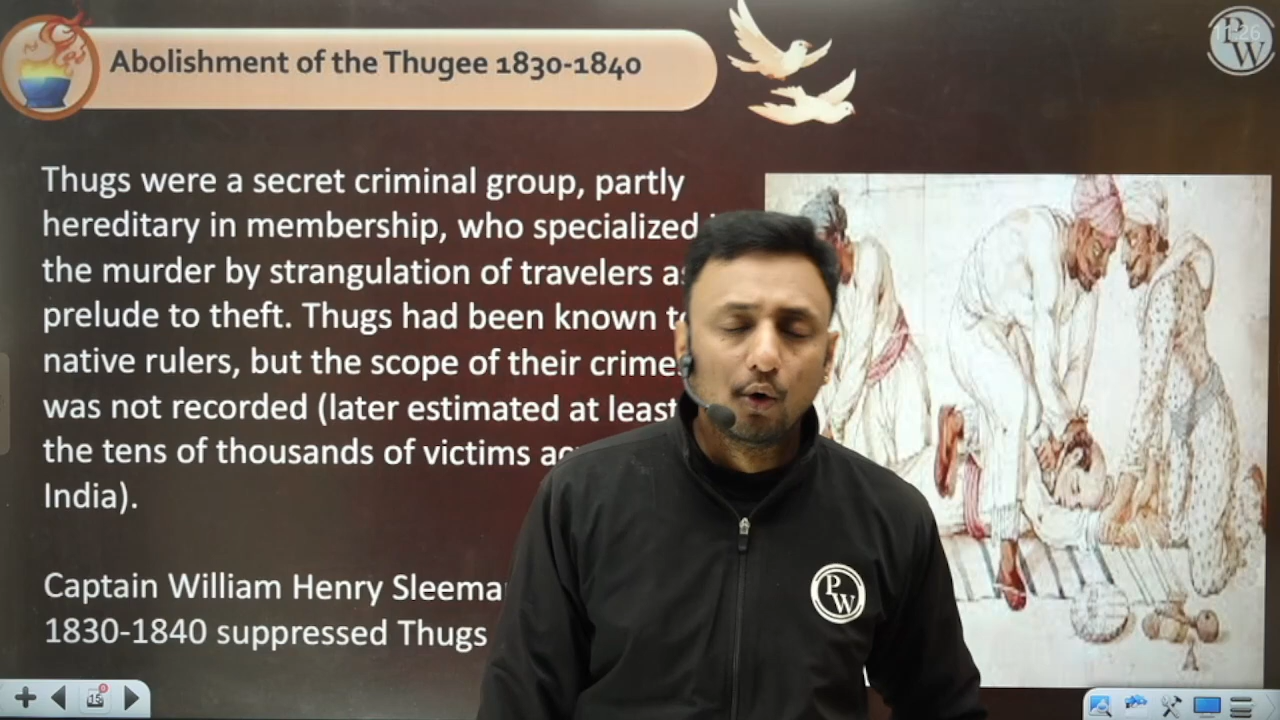 Abolishment of the Thugee 1830-1840
Thugs were a secret criminal group, partly
hereditary in membership, who specialized
the murder by strangulation of travelers
prelude to theft. Thugs had been known
native rulers, but the scope of their
was not recorded (later estimated at least
the tens of thousands of victims
India).
Captain William Henry
1830-1840 suppressed Thugs
PW
PW
15